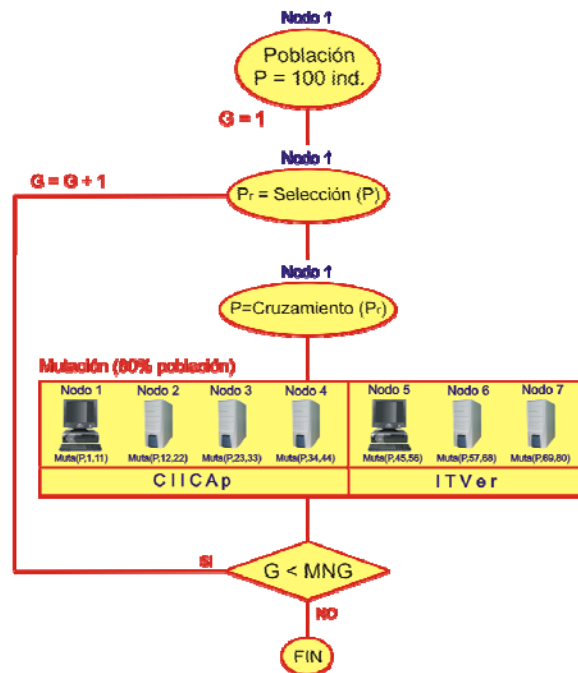 Nodo 1
Población
P = 100 ind.
G = 1
Nodo 1
G = G + 1
Pr = Selección (P)
Nodo 1
P=Cruzamiento (Pr)
Mutación (80% población)
Nodo 1 Nodo 2 Nodo 3 Nodo 4 Nodo 5 Nodo 6 Nodo 7
Muta(P,1,11) Muta(P,12,22) Muta(P,23,33) Muta(P,34,44) Muta(P,45,56) Muta(P,57,68) Muta(P,69,80)
CIICAp ITVer
SI
G < MNG
NO
FIN